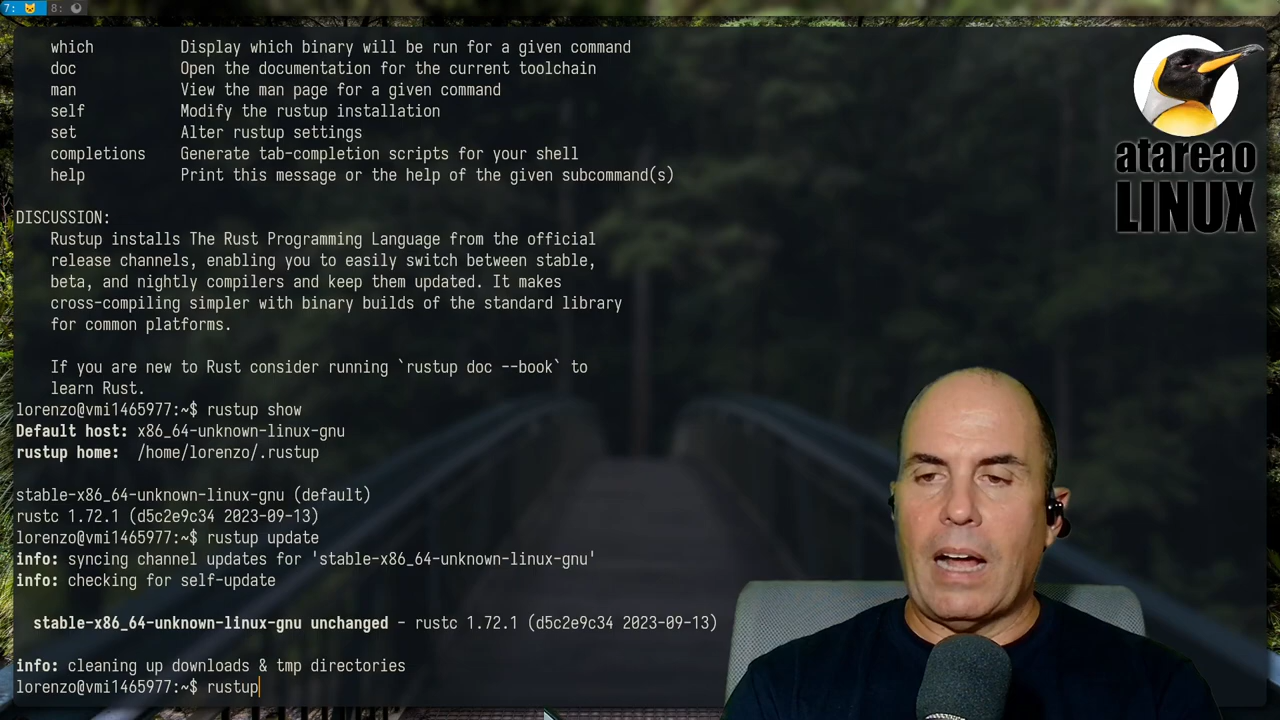 7: 8:
which Display which binary will be run for a given command
doc Open the documentation for the current toolchain
man View the man page for a given command
self Modify the rustup installation
set Alter rustup settings
completions Generate tab-completion scripts for your shell
help Print this message or the help of the given subcommand(s)
DISCUSSION:
Rustup installs The Rust Programming Language from the official
release channels, enabling you to easily switch between stable,
beta, and nightly compilers and keep them updated. It makes
cross-compiling simpler with binary builds of the standard library
for common platforms.
If you are new to Rust consider running `rustup doc --book` to
learn Rust.
lorenzo@vmi1465977:~$ rustup show
Default host: x86_64-unknown-linux-gnu
rustup home: /home/lorenzo/.rustup
stable-x86_64-unknown-linux-gnu (default)
rustc 1.72.1 (d5c2e9c34 2023-09-13)
lorenzo@vmi1465977:~$ rustup update
info: syncing channel updates for 'stable-x86_64-unknown-linux-gnu'
info: checking for self-update
stable-x86_64-unknown-linux-gnu unchanged - rustc 1.72.1 (d5c2e9c34 2023-09-13)
info: cleaning up downloads & tmp directories
lorenzo@vmi1465977:~$ rustup
atareao
LINUX